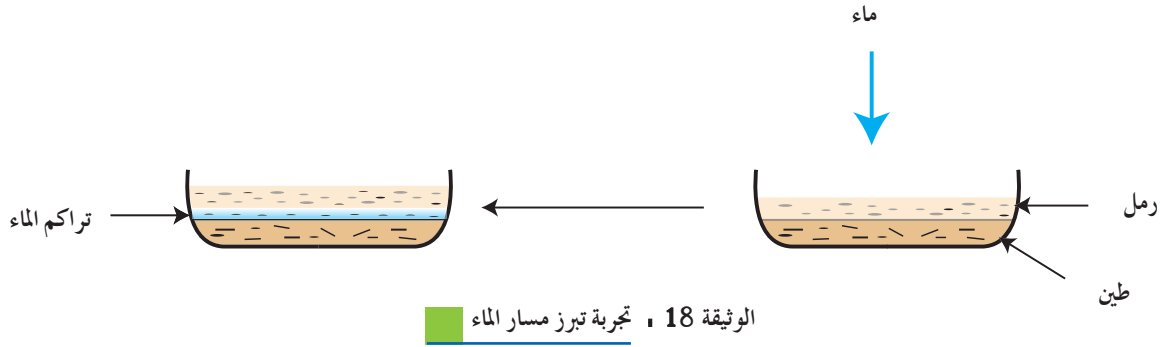 ماء
رمل
تراكم الماء
طين
الوثيقة 18 . تجربة تبرز مسار الماء